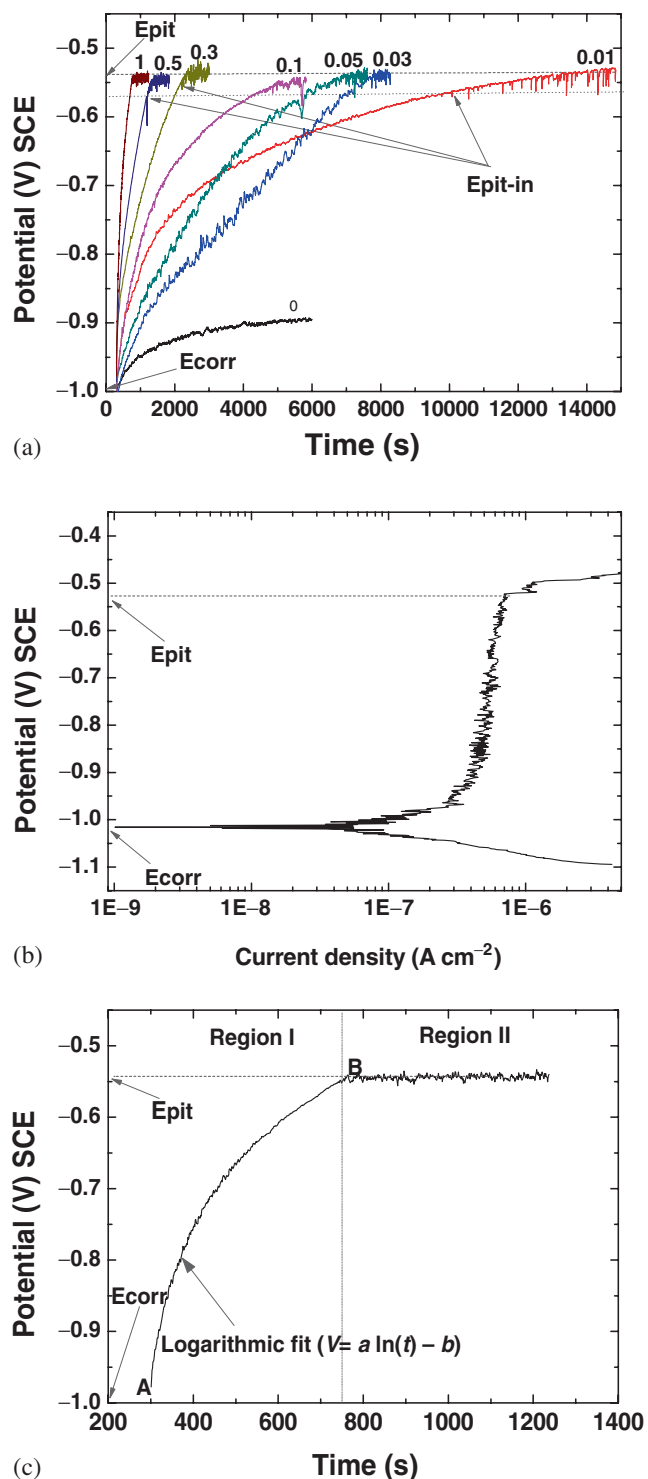 Epit
1 0.5 0.3 0.1 0.05 0.03 0.01
Epit-in
0
Ecorr
Potential (V) SCE
−0.5
−0.6
−0.7
−0.8
−0.9
−1.0
0 2000 4000 6000 8000 10000 12000 14000
Time (s)
(a)
Epit
Ecorr
Potential (V) SCE
−0.4
−0.5
−0.6
−0.7
−0.8
−0.9
−1.0
−1.1
1E−9 1E−8 1E−7 1E−6
Current density (A cm⁻²)
(b)
Region I Region II
B
Epit
Ecorr
Logarithmic fit (V= a ln(t) − b)
A
Potential (V) SCE
−0.5
−0.6
−0.7
−0.8
−0.9
−1.0
200 400 600 800 1000 1200 1400
Time (s)
(c)